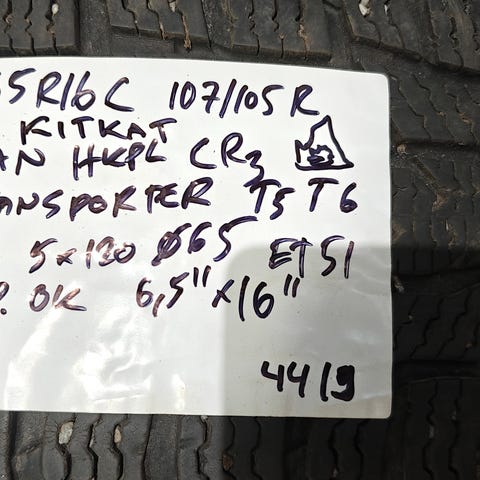 5R16C 107/105R
KITKAT
AN HKPL CR3
ANSPORTER T5 T6
5x120 Ø65 ET51
. OK 6,5"x16"
4419